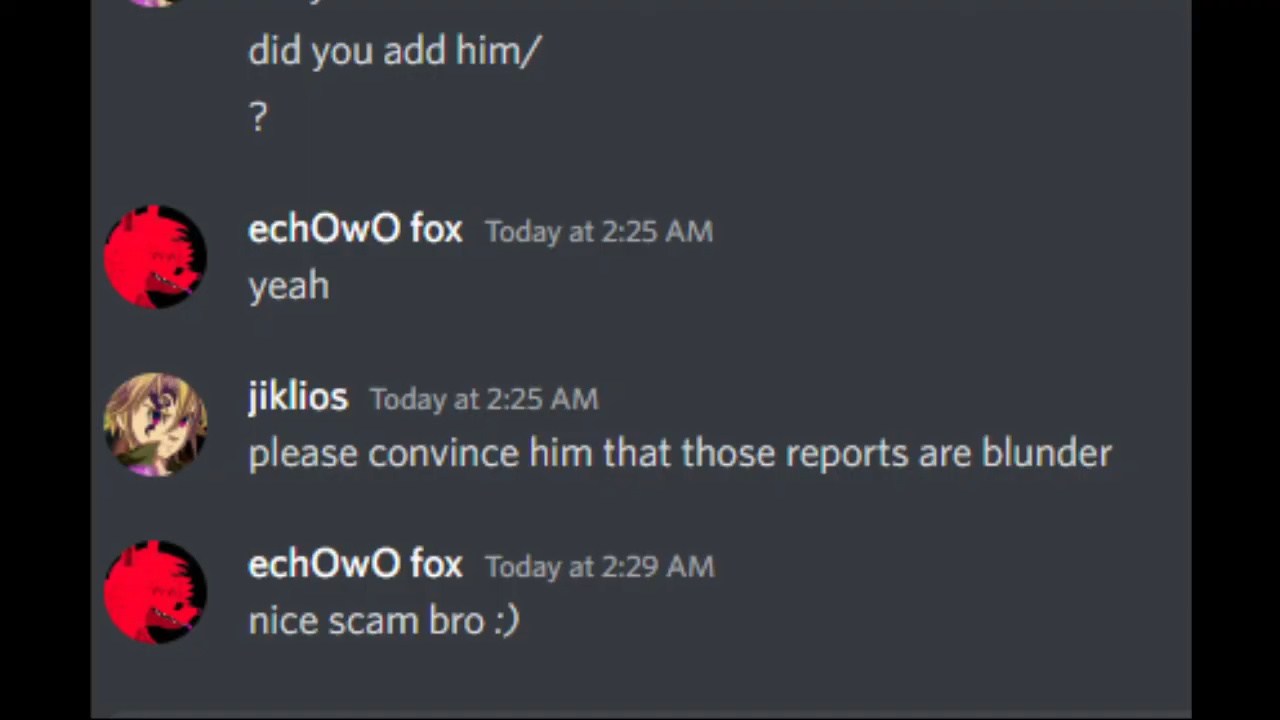 did you add him/
?
echOwO fox Today at 2:25 AM
yeah
jiklios Today at 2:25 AM
please convince him that those reports are blunder
echOwO fox Today at 2:29 AM
nice scam bro :)